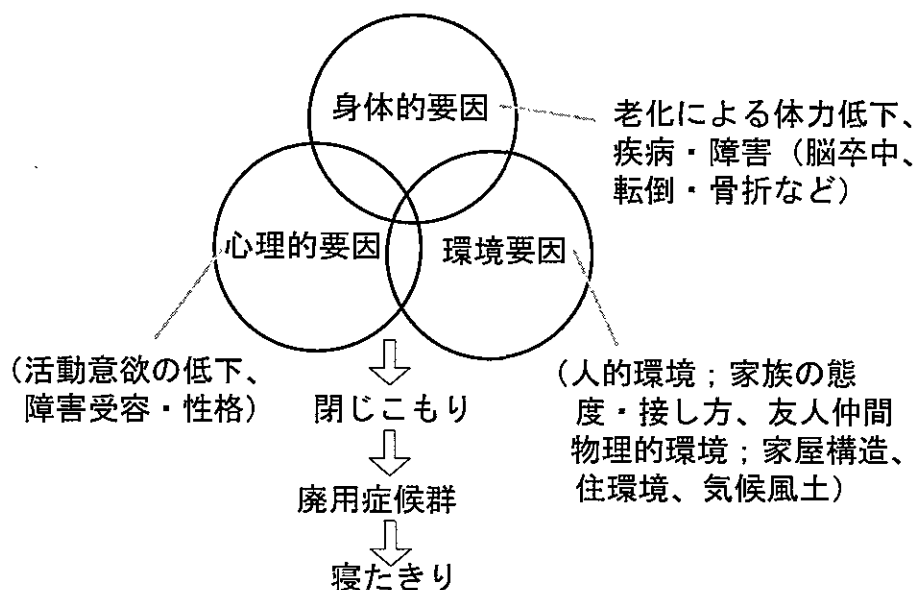 身体的要因
老化による体力低下、
疾病・障害（脳卒中、
転倒・骨折など）
心理的要因
環境要因
（活動意欲の低下、
障害受容・性格）
（人的環境；家族の態
度・接し方、友人仲間
物理的環境；家屋構造、
住環境、気候風土）
閉じこもり
廃用症候群
寝たきり